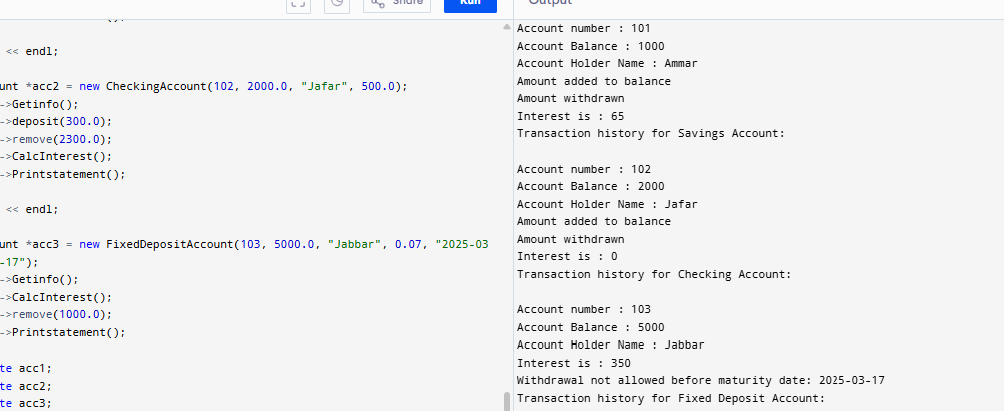 Share
Run
Output
<< endl;
unt *acc2 = new CheckingAccount(102, 2000.0, "Jafar", 500.0);
->Getinfo();
->deposit(300.0);
->remove(2300.0);
->CalcInterest();
->Printstatement();
<< endl;
unt *acc3 = new FixedDepositAccount(103, 5000.0, "Jabbar", 0.07, "2025-03
-17");
->Getinfo();
->CalcInterest();
->remove(1000.0);
->Printstatement();
te acc1;
te acc2;
te acc3;
Account number : 101
Account Balance : 1000
Account Holder Name : Ammar
Amount added to balance
Amount withdrawn
Interest is : 65
Transaction history for Savings Account:
Account number : 102
Account Balance : 2000
Account Holder Name : Jafar
Amount added to balance
Amount withdrawn
Interest is : 0
Transaction history for Checking Account:
Account number : 103
Account Balance : 5000
Account Holder Name : Jabbar
Interest is : 350
Withdrawal not allowed before maturity date: 2025-03-17
Transaction history for Fixed Deposit Account: